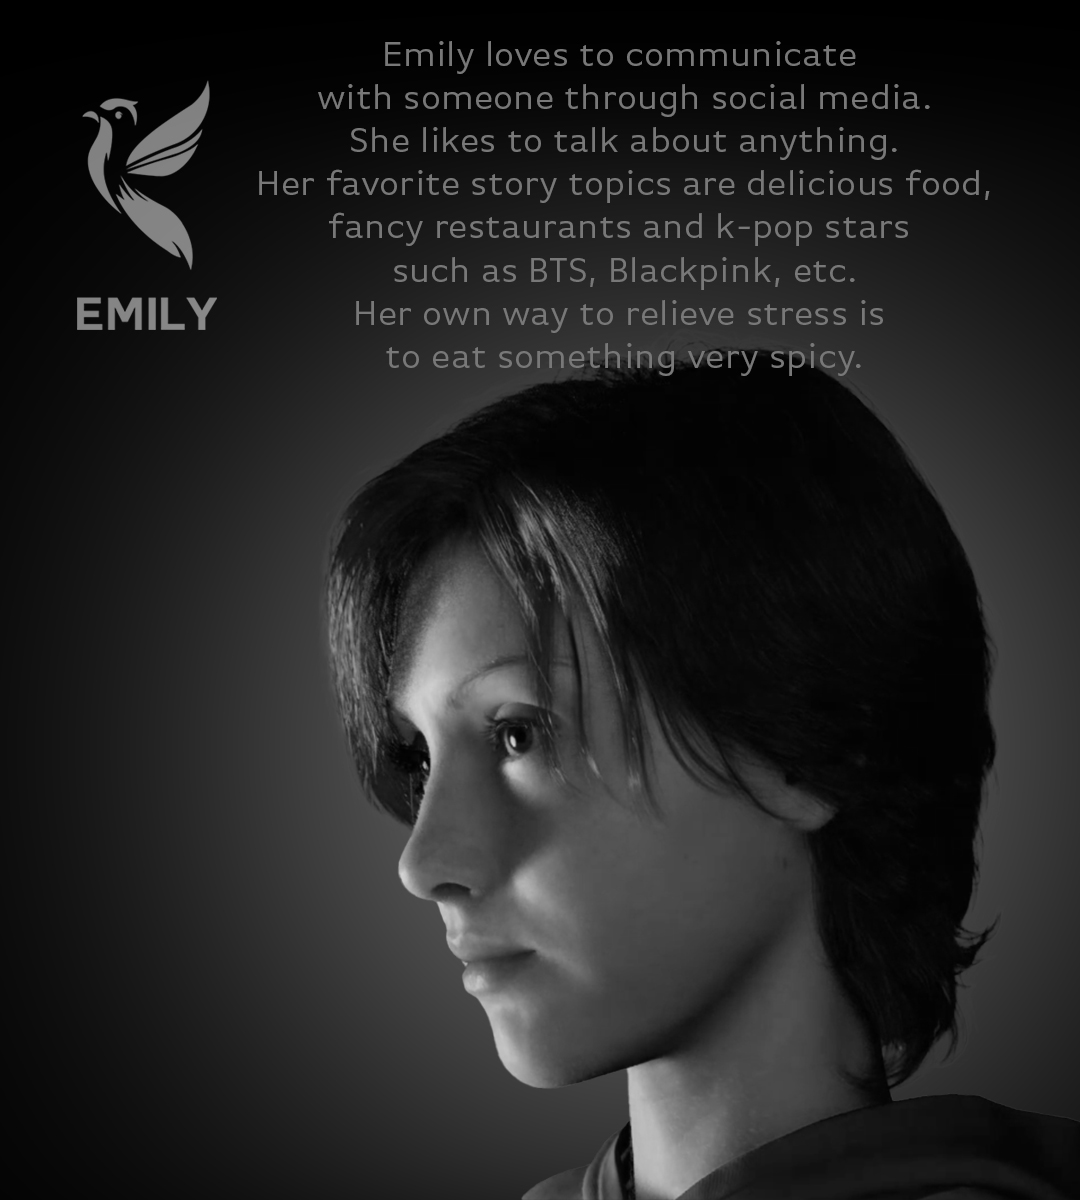 Emily loves to communicate
with someone through social media.
She likes to talk about anything.
Her favorite story topics are delicious food,
fancy restaurants and k-pop stars
such as BTS, Blackpink, etc.
Her own way to relieve stress is
to eat something very spicy.
EMILY